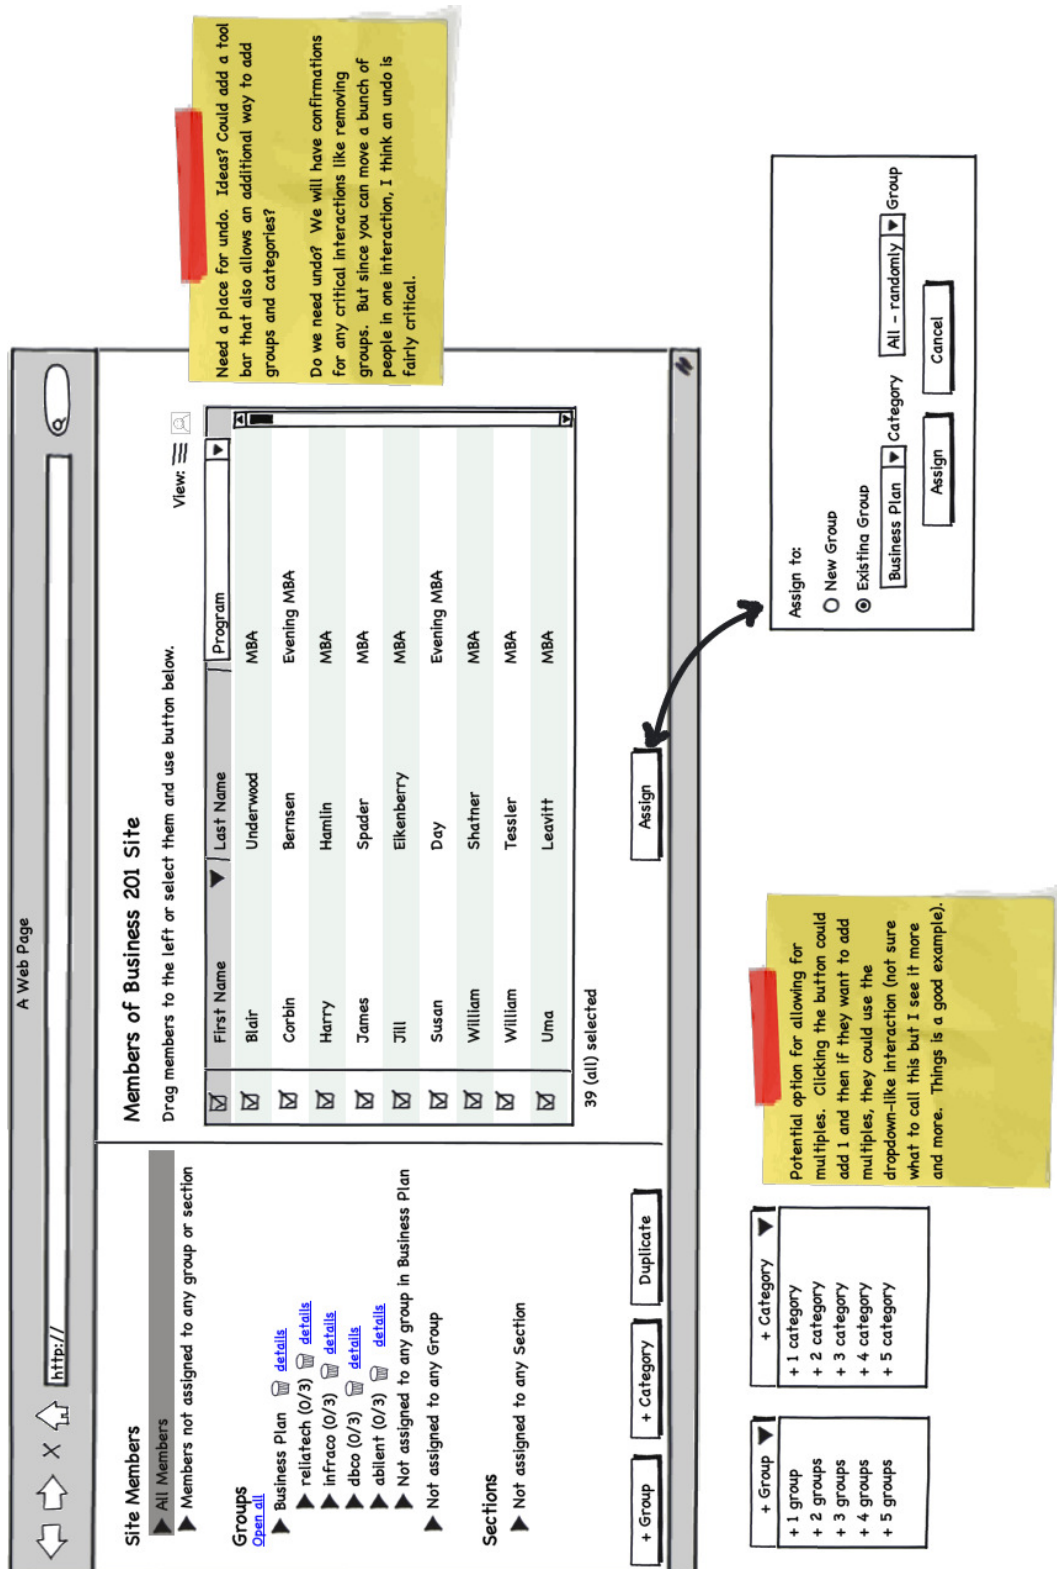 A Web Page
http://
Site Members
All Members
Members not assigned to any group or section
Groups
Open all
Business Plan details
reliatech (0/3) details
infraco (0/3) details
dbco (0/3) details
abilent (0/3) details
Not assigned to any group in Business Plan
Not assigned to any Group
Sections
Not assigned to any Section
+ Group + Category Duplicate
Members of Business 201 Site
Drag members to the left or select them and use button below.
View:
First Name Last Name Program
Blair Underwood MBA
Corbin Bernsen Evening MBA
Harry Hamlin MBA
James Spader MBA
Jill Eikenberry MBA
Susan Day Evening MBA
William Shatner MBA
William Tessler MBA
Uma Leavitt MBA
39 (all) selected
Assign
Need a place for undo. Ideas? Could add a tool
bar that also allows an additional way to add
groups and categories?
Do we need undo? We will have confirmations
for any critical interactions like removing
groups. But since you can move a bunch of
people in one interaction, I think an undo is
fairly critical.
+ Group
+ 1 group
+ 2 groups
+ 3 groups
+ 4 groups
+ 5 groups
+ Category
+ 1 category
+ 2 category
+ 3 category
+ 4 category
+ 5 category
Potential option for allowing for
multiples. Clicking the button could
add 1 and then if they want to add
multiples, they could use the
dropdown-like interaction (not sure
what to call this but I see it more
and more. Things is a good example).
Assign to:
New Group
Existing Group
Business Plan Category All - randomly Group
Assign Cancel